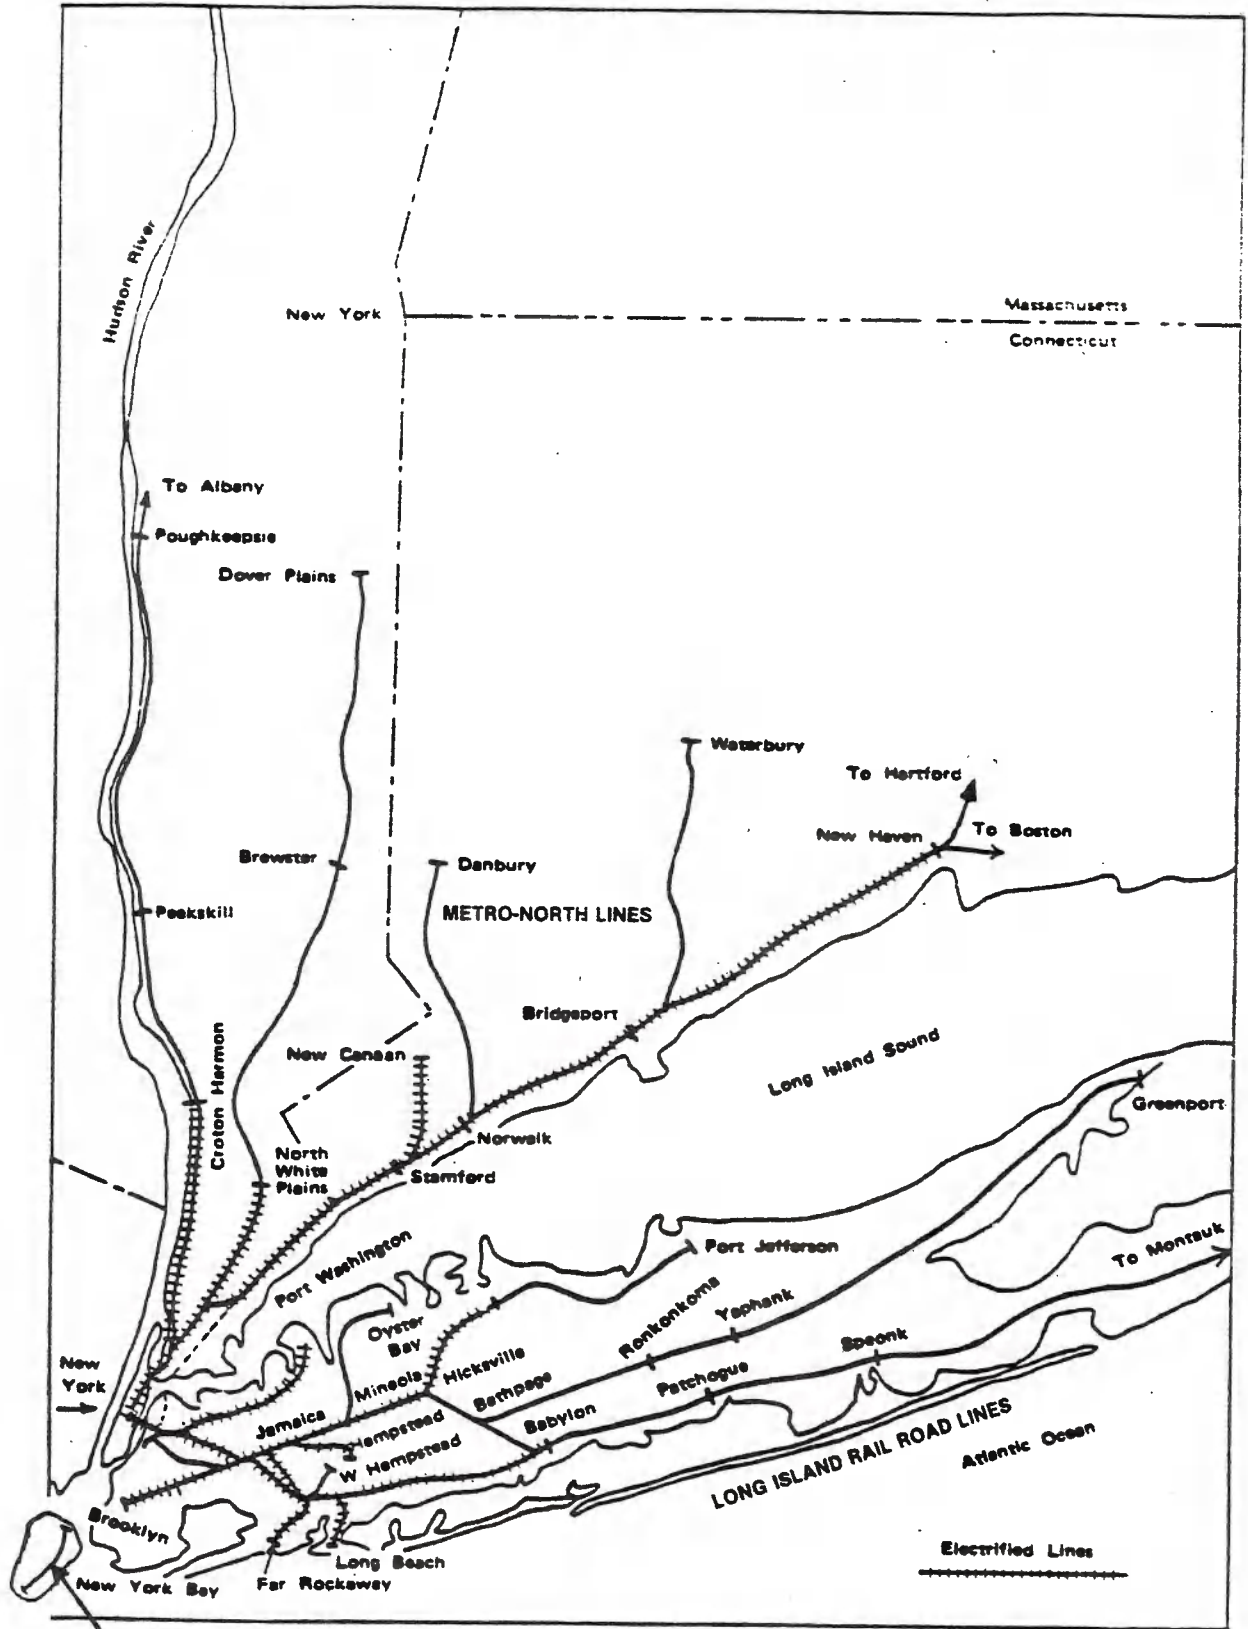 Hudson River
New York
Massachusetts
Connecticut
To Albany
Poughkeepsie
Dover Plains
Waterbury
To Hartford
New Haven
To Boston
Brewster
Danbury
METRO-NORTH LINES
Peekskill
Bridgeport
Croton Harmon
New Canaan
Long Island Sound
Greenport
Norwalk
North
White
Plains
Stamford
Port Washington
Port Jefferson
To Montauk
Oyster
Bay
Ronkonkoma
Yaphank
Speonk
New
York
Mineola
Hicksville
Bethpage
Patchogue
Jamaica
Hempstead
W Hempstead
Babylon
LONG ISLAND RAIL ROAD LINES
Atlantic Ocean
Brooklyn
Long Beach
New York Bay
Far Rockaway
Electrified Lines